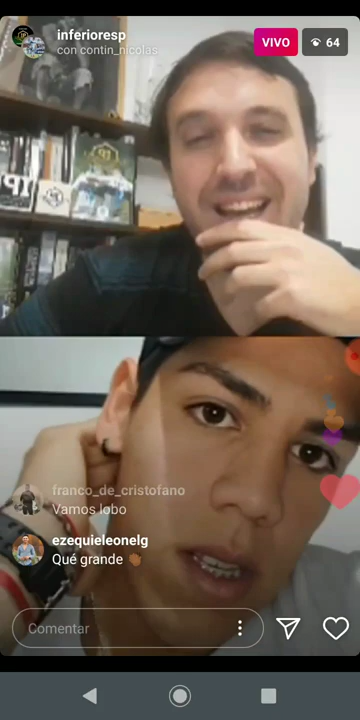 inferioresp
con contin_nicolas
VIVO
64
franco_de_cristofano
Vamos lobo
ezequieleonelg
Qué grande 👏🏽
Comentar